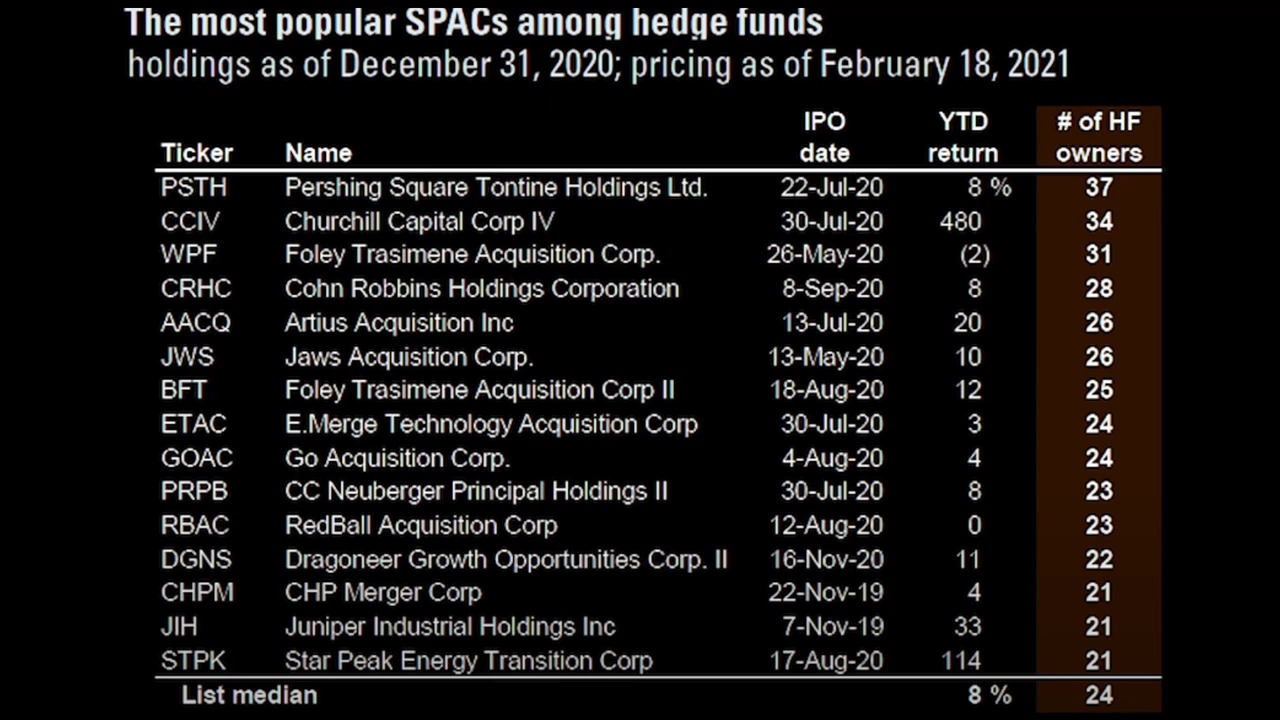 The most popular SPACs among hedge funds
holdings as of December 31, 2020; pricing as of February 18, 2021
IPO YTD # of HF
Ticker Name date return owners
PSTH Pershing Square Tontine Holdings Ltd. 22-Jul-20 8 % 37
CCIV Churchill Capital Corp IV 30-Jul-20 480 34
WPF Foley Trasimene Acquisition Corp. 26-May-20 (2) 31
CRHC Cohn Robbins Holdings Corporation 8-Sep-20 8 28
AACQ Artius Acquisition Inc 13-Jul-20 20 26
JWS Jaws Acquisition Corp. 13-May-20 10 26
BFT Foley Trasimene Acquisition Corp II 18-Aug-20 12 25
ETAC E.Merge Technology Acquisition Corp 30-Jul-20 3 24
GOAC Go Acquisition Corp. 4-Aug-20 4 24
PRPB CC Neuberger Principal Holdings II 30-Jul-20 8 23
RBAC RedBall Acquisition Corp 12-Aug-20 0 23
DGNS Dragoneer Growth Opportunities Corp. II 16-Nov-20 11 22
CHPM CHP Merger Corp 22-Nov-19 4 21
JIH Juniper Industrial Holdings Inc 7-Nov-19 33 21
STPK Star Peak Energy Transition Corp 17-Aug-20 114 21
List median 8 % 24